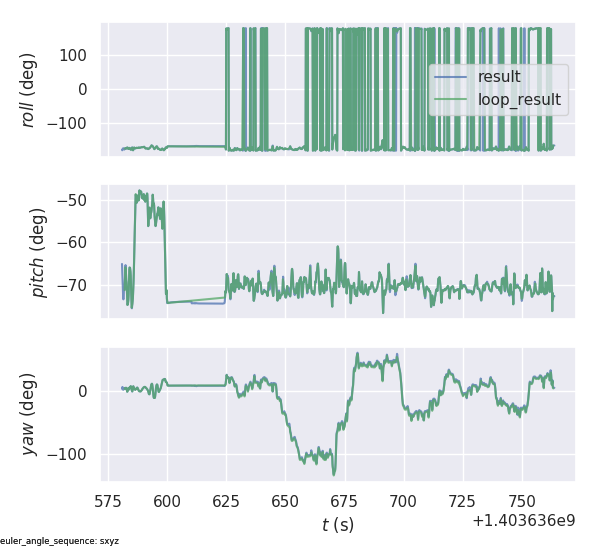 100
0
−100
roll (deg)
result
loop_result
−50
−60
−70
pitch (deg)
0
−100
yaw (deg)
575 600 625 650 675 700 725 750
t (s)
+1.403636e9
euler_angle_sequence: sxyz